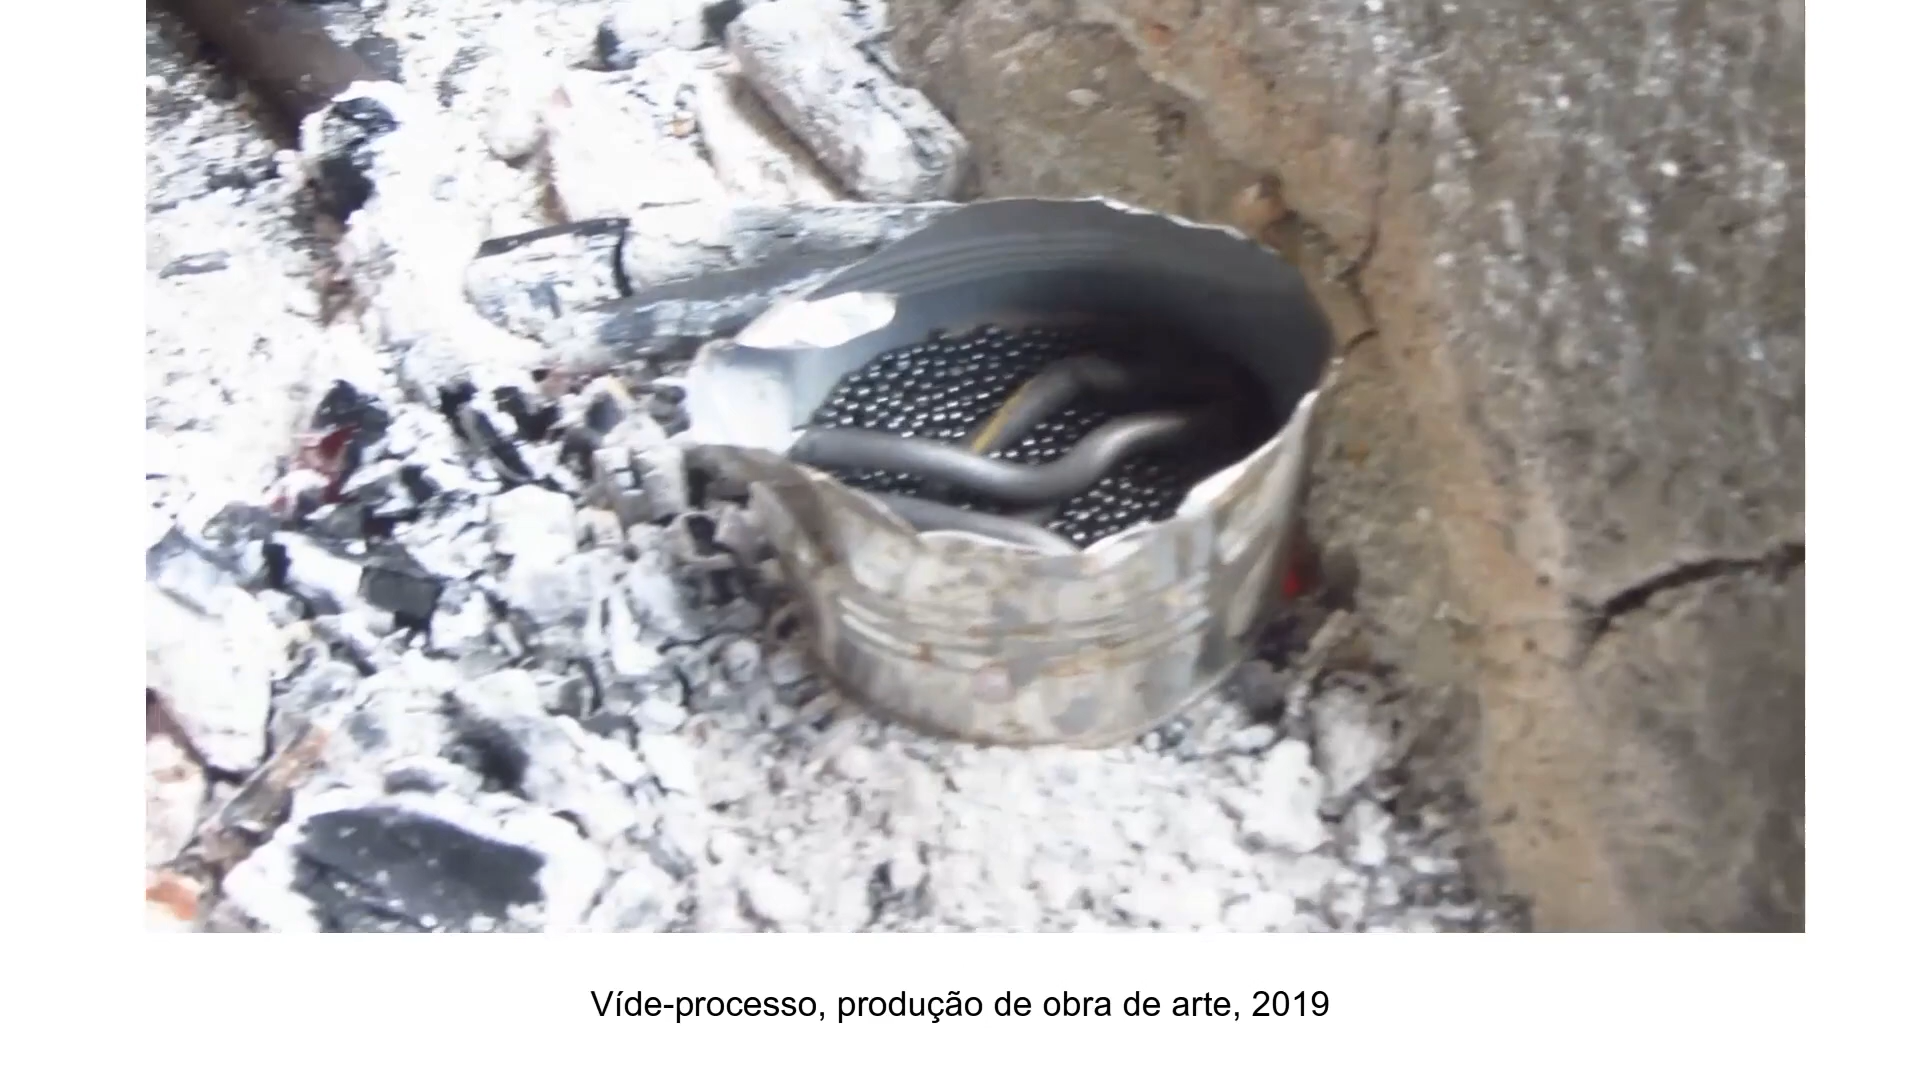 Víde-processo, produção de obra de arte, 2019